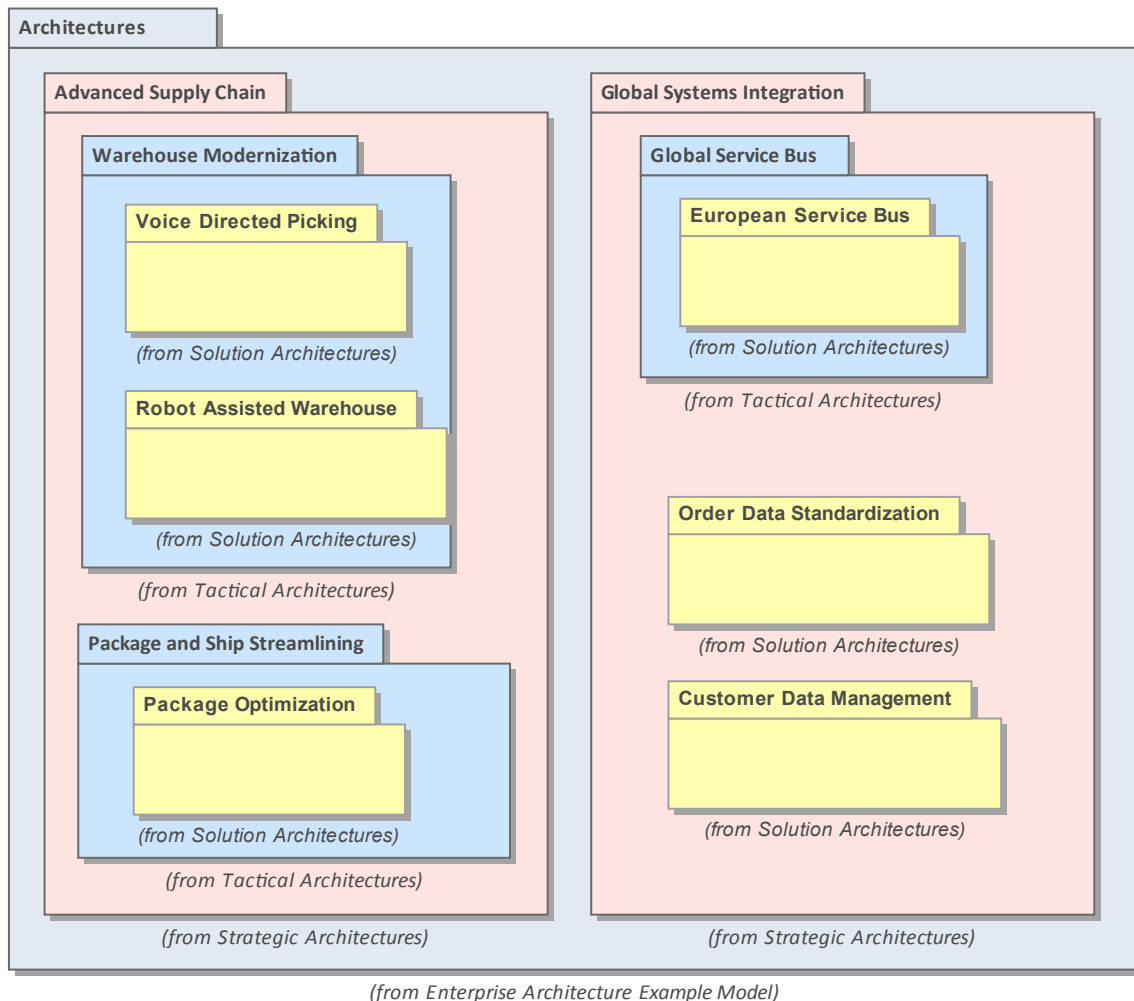 Architectures
Advanced Supply Chain
Warehouse Modernization
Voice Directed Picking
(from Solution Architectures)
Robot Assisted Warehouse
(from Solution Architectures)
(from Tactical Architectures)
Package and Ship Streamlining
Package Optimization
(from Solution Architectures)
(from Tactical Architectures)
(from Strategic Architectures)
Global Systems Integration
Global Service Bus
European Service Bus
(from Solution Architectures)
(from Tactical Architectures)
Order Data Standardization
(from Solution Architectures)
Customer Data Management
(from Solution Architectures)
(from Strategic Architectures)
(from Enterprise Architecture Example Model)